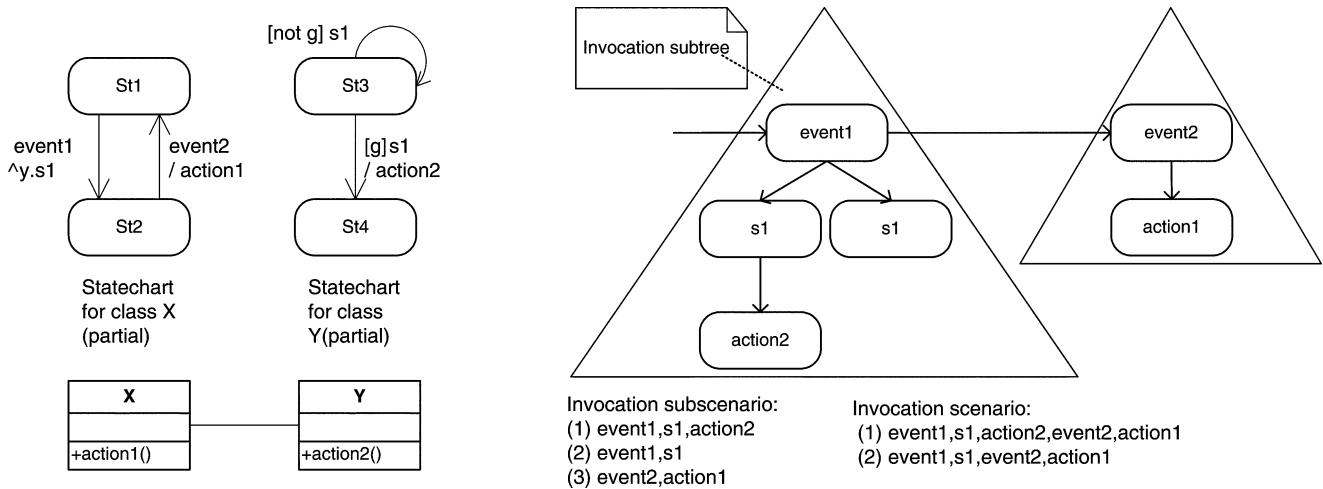 [not g] s1
St1
St3
event1
^y.s1
event2
/ action1
[g]s1
/ action2
St2
St4
Statechart
for class X
(partial)
Statechart
for class
Y(partial)
X
+action1()
Y
+action2()
Invocation subtree
event1
event2
s1
s1
action1
action2
Invocation subscenario:
(1) event1,s1,action2
(2) event1,s1
(3) event2,action1
Invocation scenario:
(1) event1,s1,action2,event2,action1
(2) event1,s1,event2,action1